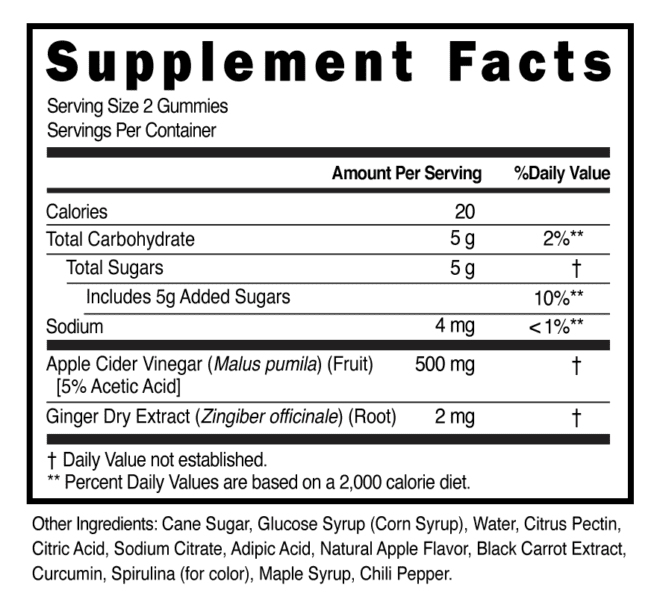 Supplement Facts
Serving Size 2 Gummies
Servings Per Container
Amount Per Serving %Daily Value
Calories 20
Total Carbohydrate 5 g 2%**
Total Sugars 5 g †
Includes 5g Added Sugars 10%**
Sodium 4 mg <1%**
Apple Cider Vinegar (Malus pumila) (Fruit) 500 mg †
[5% Acetic Acid]
Ginger Dry Extract (Zingiber officinale) (Root) 2 mg †
† Daily Value not established.
** Percent Daily Values are based on a 2,000 calorie diet.
Other Ingredients: Cane Sugar, Glucose Syrup (Corn Syrup), Water, Citrus Pectin,
Citric Acid, Sodium Citrate, Adipic Acid, Natural Apple Flavor, Black Carrot Extract,
Curcumin, Spirulina (for color), Maple Syrup, Chili Pepper.